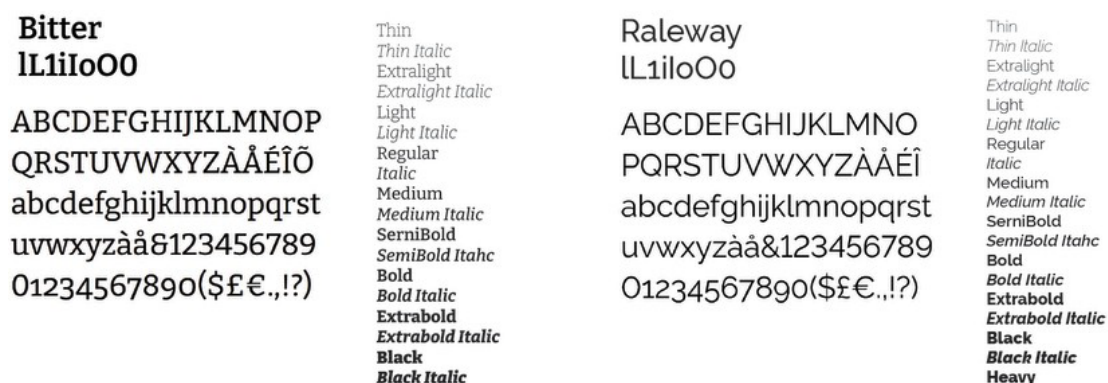 Bitter
lL1iIoO0
ABCDEFGHIJKLMNOP
QRSTUVWXYZÀÅÉÎÕ
abcdefghijklmnopqrst
uvwxyzàå&123456789
01234567890($£€.,!?)
Thin
Thin Italic
Extralight
Extralight Italic
Light
Light Italic
Regular
Italic
Medium
Medium Italic
SerniBold
SemiBold Itahc
Bold
Bold Italic
Extrabold
Extrabold Italic
Black
Black Italic
Raleway
lL1iIoO0
ABCDEFGHIJKLMNO
PQRSTUVWXYZÀÅÉÎ
abcdefghijklmnopqrst
uvwxyzàå&123456789
01234567890($£€.,!?)
Thin
Thin Italic
Extralight
Extralight Italic
Light
Light Italic
Regular
Italic
Medium
Medium Italic
SerniBold
SemiBold Itahc
Bold
Bold Italic
Extrabold
Extrabold Italic
Black
Black Italic
Heavy